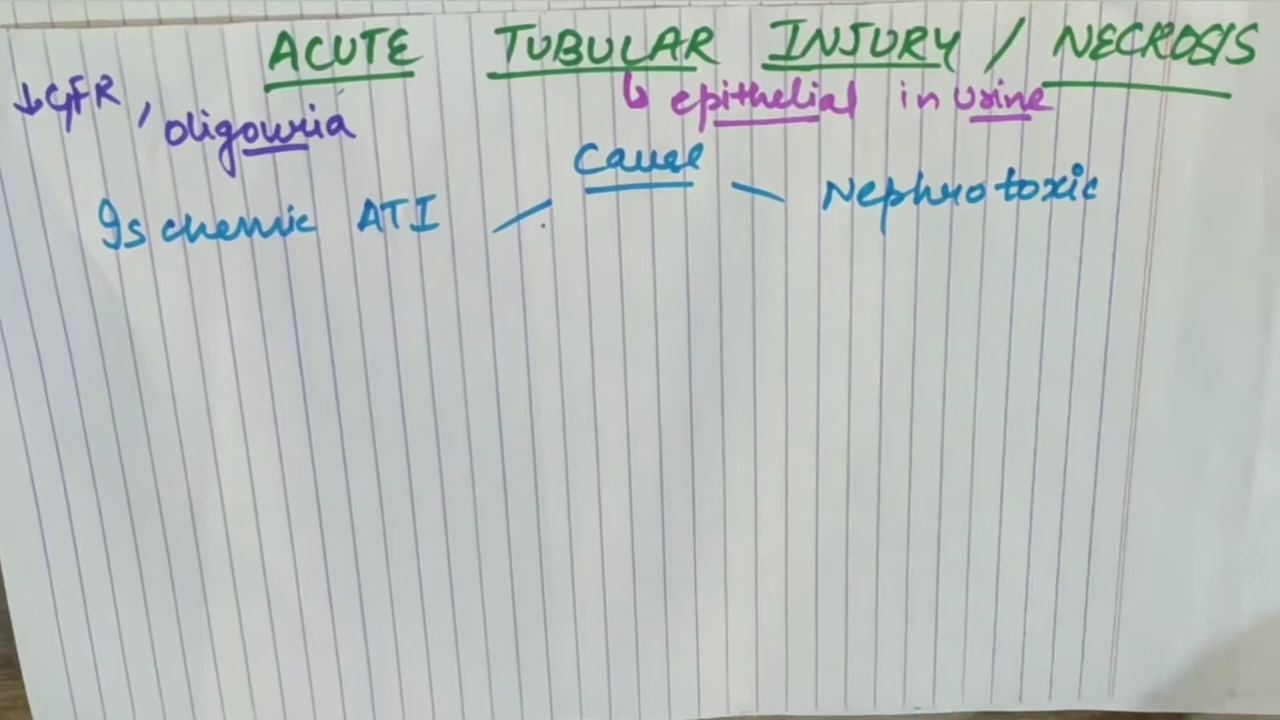 ACUTE TUBULAR INJURY / NECROSIS
↓GFR, oligouria
↳ epithelial in urine
Cause
Ischemic ATI
Nephrotoxic